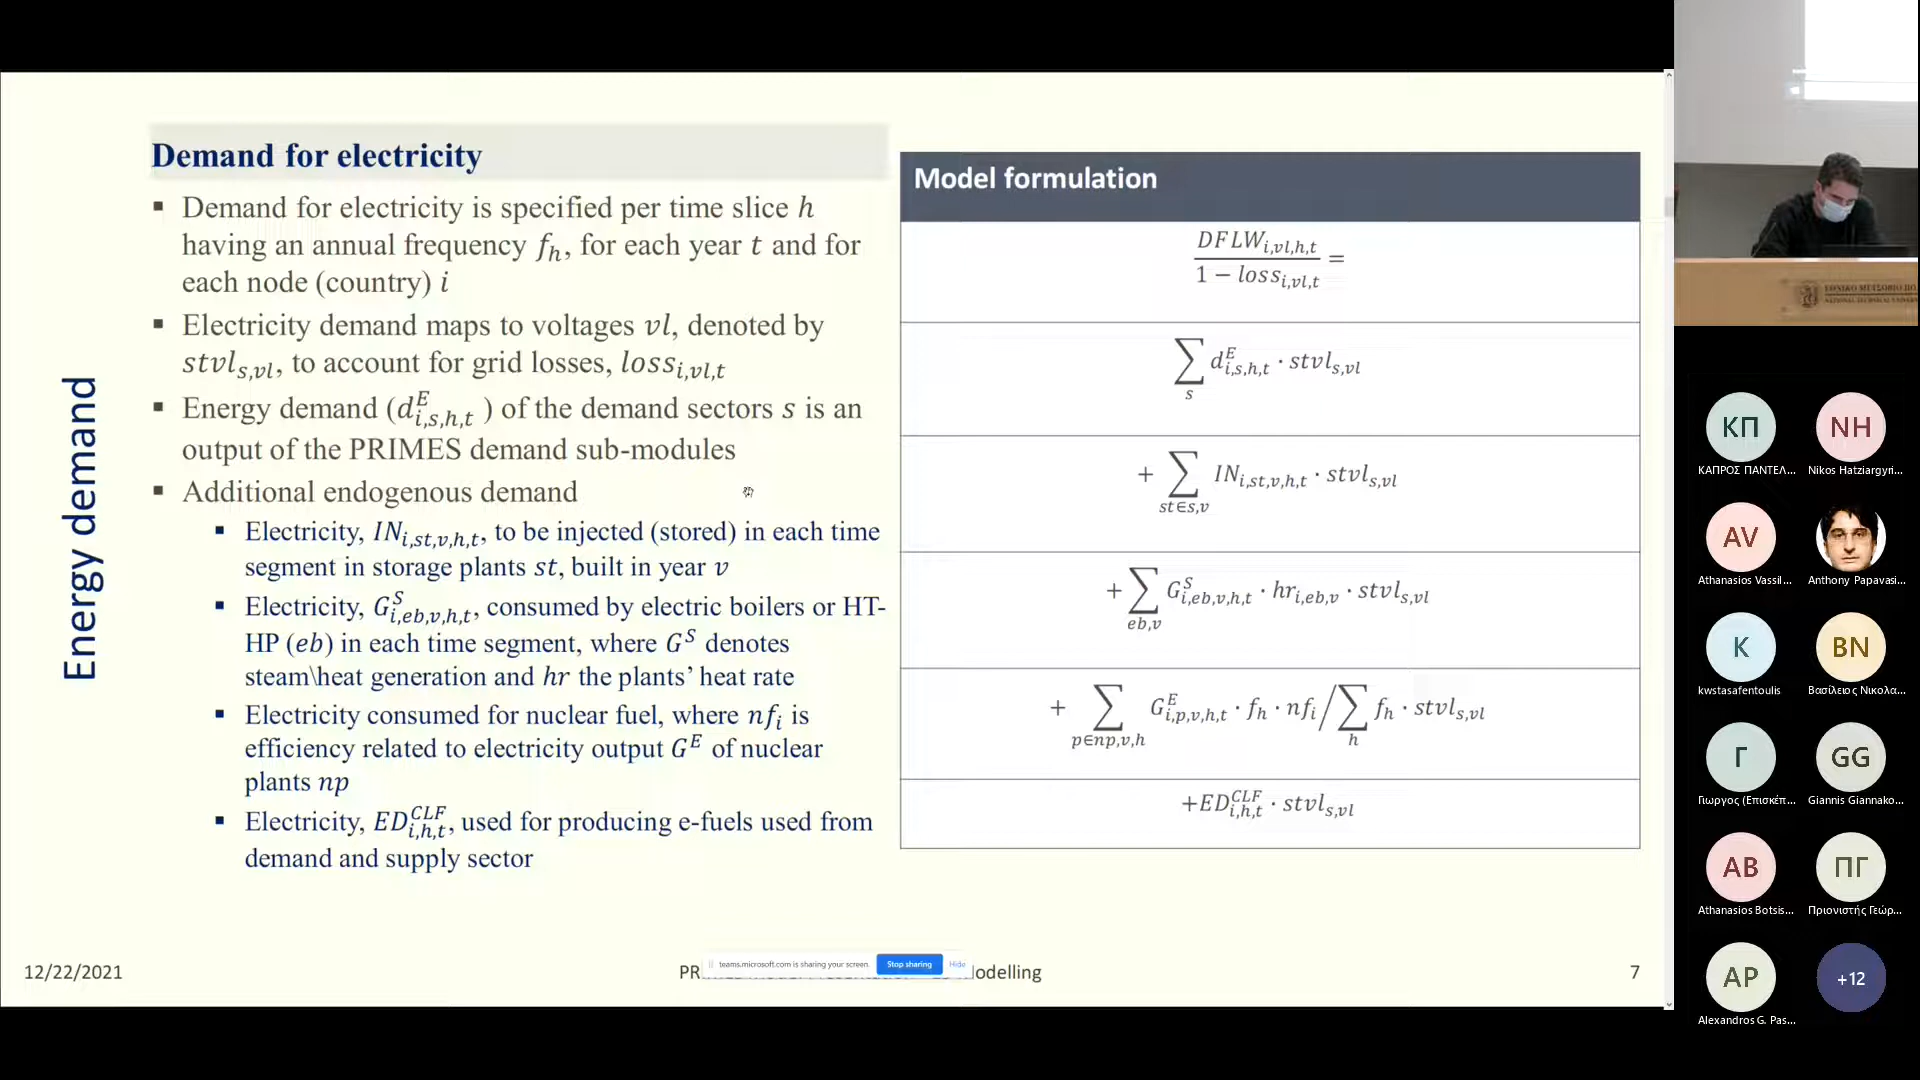 Demand for electricity
▪ Demand for electricity is specified per time slice h
having an annual frequency f_h, for each year t and for
each node (country) i
▪ Electricity demand maps to voltages vl, denoted by
stvl_{s,vl}, to account for grid losses, loss_{i,vl,t}
▪ Energy demand (d^E_{i,s,h,t} ) of the demand sectors s is an
output of the PRIMES demand sub-modules
▪ Additional endogenous demand
▪ Electricity, IN_{i,st,v,h,t}, to be injected (stored) in each time
segment in storage plants st, built in year v
▪ Electricity, G^S_{i,eb,v,h,t}, consumed by electric boilers or HT-
HP (eb) in each time segment, where G^S denotes
steam\heat generation and hr the plants’ heat rate
▪ Electricity consumed for nuclear fuel, where nf_i is
efficiency related to electricity output G^E of nuclear
plants np
▪ Electricity, ED^{CLF}_{i,h,t}, used for producing e-fuels used from
demand and supply sector
Energy demand
Model formulation
DFLW_{i,vl,h,t}
1 − loss_{i,vl,t} =
∑_s d^E_{i,s,h,t} · stvl_{s,vl}
+ ∑_{st∈s,v} IN_{i,st,v,h,t} · stvl_{s,vl}
+ ∑_{eb,v} G^S_{i,eb,v,h,t} · hr_{i,eb,v} · stvl_{s,vl}
+ ∑_{p∈np,v,h} G^E_{i,p,v,h,t} · f_h · nf_i / ∑_h f_h · stvl_{s,vl}
+ED^{CLF}_{i,h,t} · stvl_{s,vl}
12/22/2021
teams.microsoft.com is sharing your screen. Stop sharing Hide
odelling
7
ΚΠ
ΚΑΠΡΟΣ ΠΑΝΤΕΛ...
NH
Nikos Hatziargyri...
AV
Athanasios Vassil...
Anthony Papavasi...
K
kwstasafentoulis
BN
Βασίλειος Νικολα...
Γ
Γιωργος (Επισκέπ...
GG
Giannis Giannako...
AB
Athanasios Botsis...
ΠΓ
Πριονιστής Γεώρ...
AP
Alexandros G. Pas...
+12